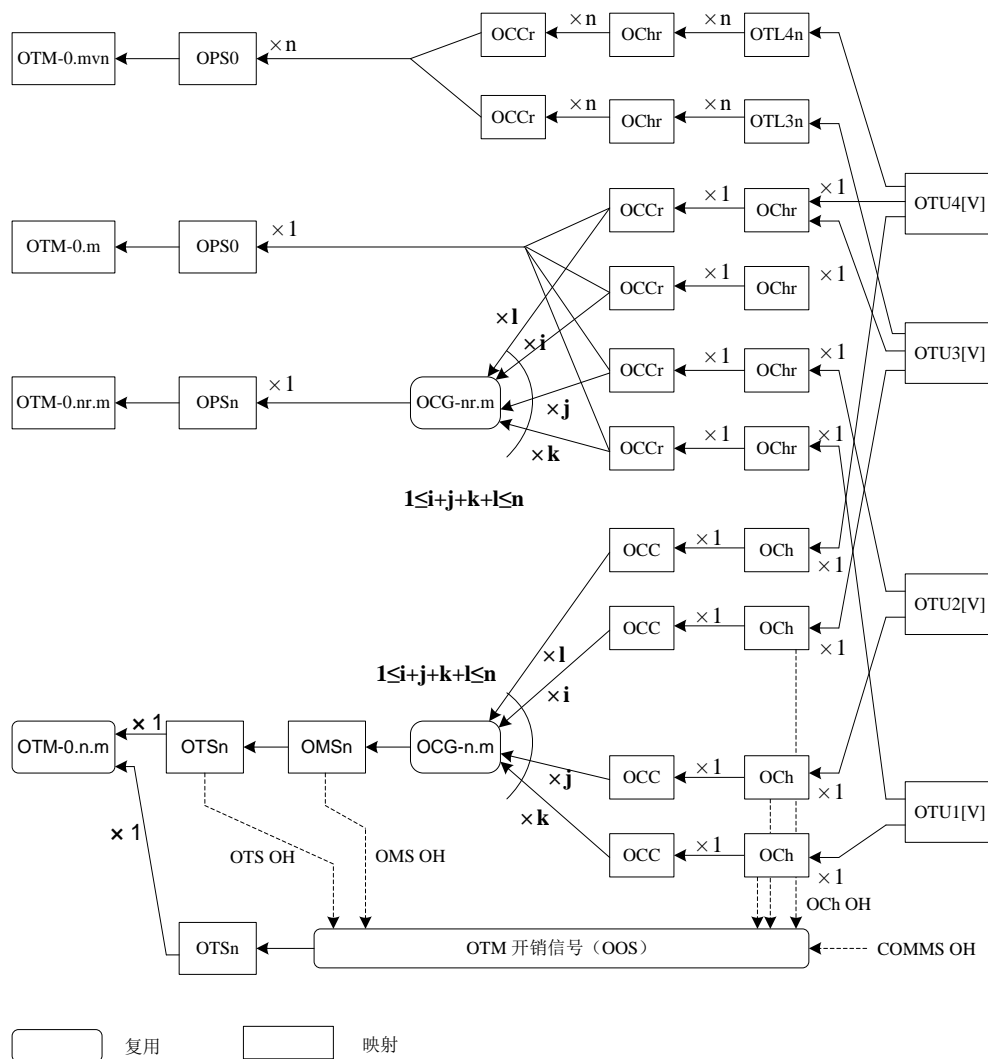 ×n
×n
OTL4n
OCCr
OChr
×n
OTM-0.mvn
OPS0
×n
×n
OCCr
OChr
OTL3n
×1
×1
OCCr
OChr
OTU4[V]
×1
OTM-0.m
OPS0
×1
×1
OCCr
OChr
×l
×i
×1
×1
OTU3[V]
OCCr
OChr
×1
OTM-0.nr.m
OPSn
OCG-nr.m
×j
×1
×1
OCCr
OChr
×k
1≤i+j+k+l≤n
×1
OCC
OCh
×1
OTU2[V]
×1
OCC
OCh
×1
×l
1≤i+j+k+l≤n
×i
×1
OTM-0.n.m
OTSn
OMSn
OCG-n.m
×1
OCC
OCh
×j
×1
OTU1[V]
×k
×1
×1
OCC
OCh
OTS OH
OMS OH
×1
OCh OH
OTSn
OTM 开销信号（OOS）
COMMS OH
复用
映射